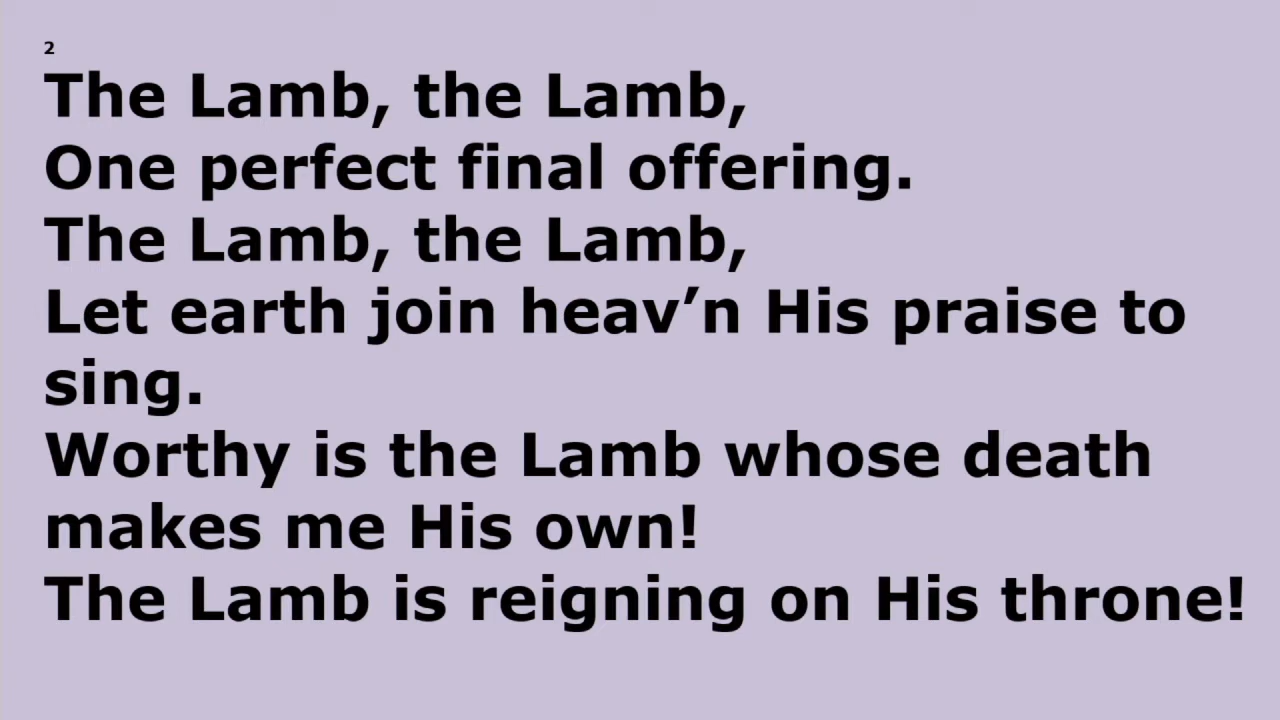 2
The Lamb, the Lamb,
One perfect final offering.
The Lamb, the Lamb,
Let earth join heav’n His praise to
sing.
Worthy is the Lamb whose death
makes me His own!
The Lamb is reigning on His throne!